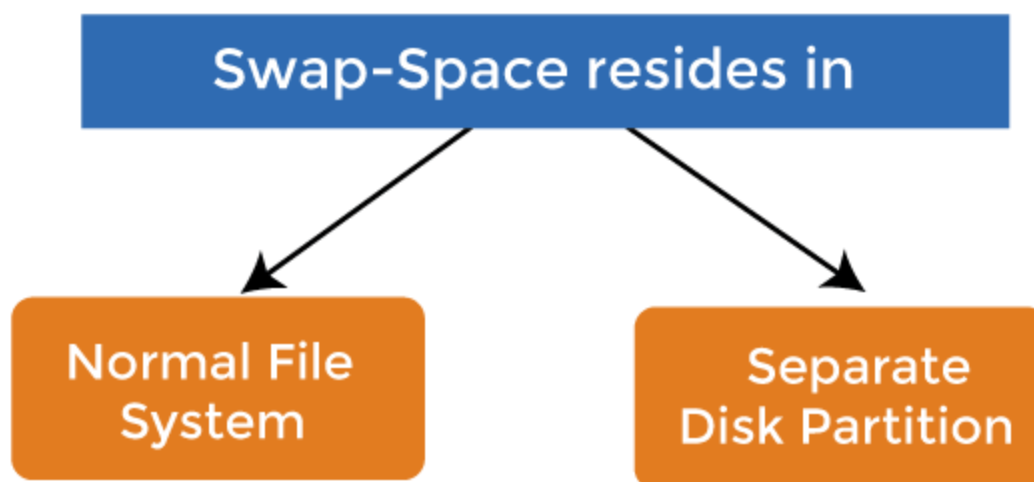 Swap-Space resides in
Normal File
System
Separate
Disk Partition